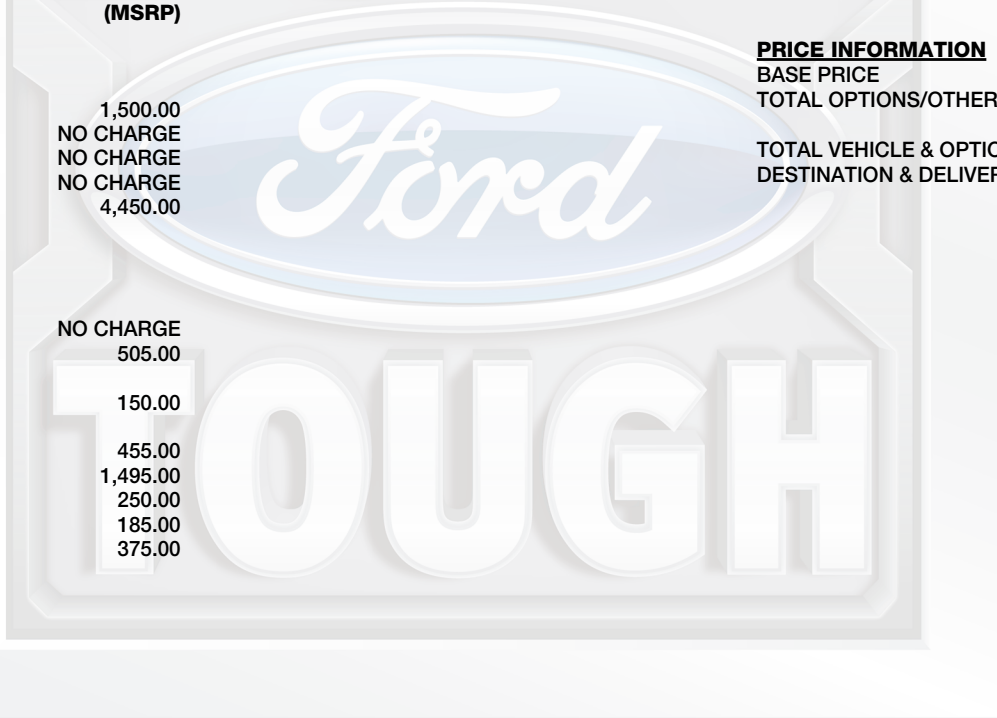 (MSRP)
1,500.00
NO CHARGE
NO CHARGE
NO CHARGE
4,450.00
NO CHARGE
505.00
150.00
455.00
1,495.00
250.00
185.00
375.00
PRICE INFORMATION
BASE PRICE
TOTAL OPTIONS/OTHER
TOTAL VEHICLE & OPTIO
DESTINATION & DELIVER
Ford
TOUGH